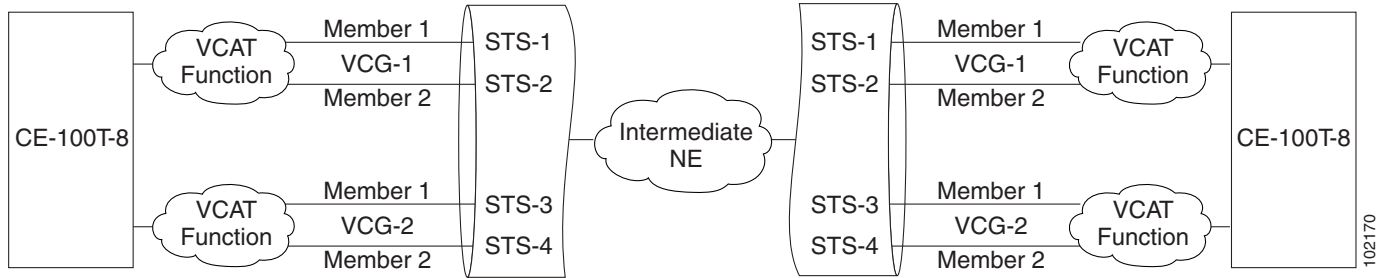 CE-100T-8
VCAT
Function
Member 1
VCG-1
Member 2
STS-1
STS-2
VCAT
Function
Member 1
VCG-2
Member 2
STS-3
STS-4
Intermediate
NE
STS-1
STS-2
Member 1
VCG-1
Member 2
VCAT
Function
STS-3
STS-4
Member 1
VCG-2
Member 2
VCAT
Function
CE-100T-8
102170